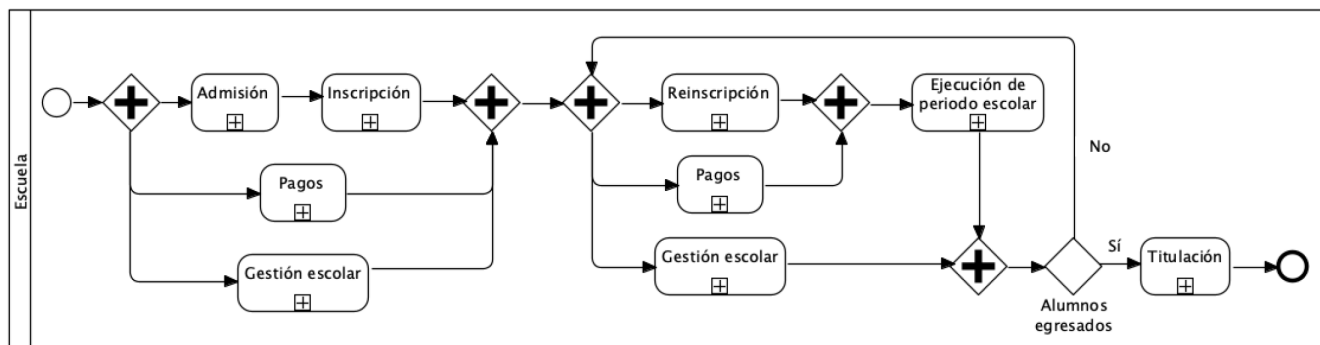 Escuela
Admisión
Inscripción
Pagos
Gestión escolar
Reinscripción
Pagos
Gestión escolar
Ejecución de
periodo escolar
No
Sí
Alumnos
egresados
Titulación